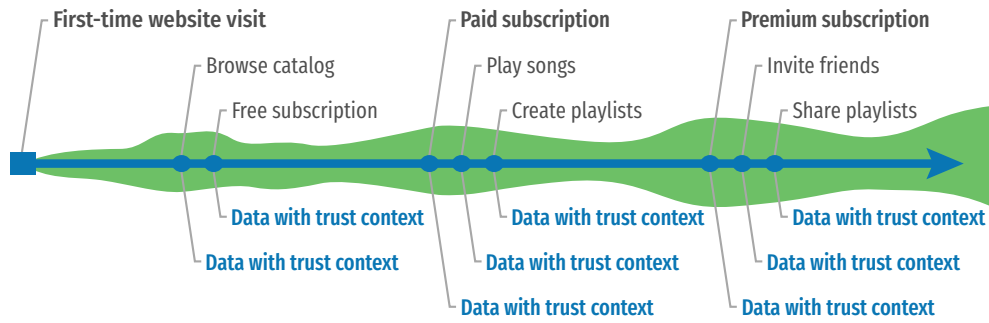 First-time website visit
Paid subscription
Premium subscription
Browse catalog
Play songs
Invite friends
Free subscription
Create playlists
Share playlists
Data with trust context
Data with trust context
Data with trust context
Data with trust context
Data with trust context
Data with trust context
Data with trust context
Data with trust context